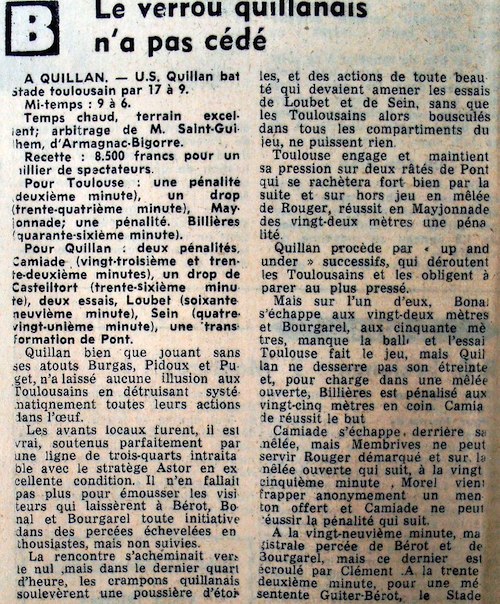 B
Le verrou quillanais
n'a pas cédé
A QUILLAN. — U.S. Quillan bat
Stade toulousain par 17 à 9.
Mi-temps : 9 à 6.
Temps chaud, terrain excel-
ient; arbitrage de M. Saint-Gui-
hem, d'Armagnac-Bigorre.
Recette : 8.500 francs pour un
millier de spectateurs.
Pour Toulouse : une pénalité
(deuxième minute), un drop
(trente-quatrième minute), May-
jonnade; une pénalité. Billières
(quarante-sixième minute).
Pour Quillan : deux pénalités,
Camiade (vingt-troisième et tren-
te-deuxième minutes), un drop de
Castelltort (trente-sixième minu
te), deux essais, Loubet (soixante
neuvième minute), Sein (quatre-
vingt-unième minute), une trans
formation de Pont.
Quillan bien que jouant sans
ses atouts Burgas, Pidoux et Pu-
get, n'a laissé aucune illusion aux
Toulousains en détruisant systé-
matiquement toutes leurs actions
dans l'œuf.
Les avants locaux furent, il est
vrai, soutenus parfaitement par
une ligne de trois-quarts intraita
ble avec le stratège Astor en ex
cellente condition. Il n'en fallait
pas plus pour émousser les visi
teurs qui laissèrent à Bérot, Bo
nal et Bourgarel toute initiative
dans des percées échevelées en
thousiastes, mais non suivies.
La rencontre s'acheminait vers
le nul ,mais dans le dernier quart
d'heure, les crampons quillanais
soulevèrent une poussière d'étoi
les, et des actions de toute beau-
té qui devaient amener les essais
de Loubet et de Sein, sans que
les Toulousains alors bousculés
dans tous les compartiments du
jeu, ne puissent rien.
Toulouse engage et maintient
sa pression sur deux râtés de Pont
qui se rachètera fort bien par la
suite et sur hors jeu en mêlée
de Rouger, réussit en Mayjonnade
des vingt-deux mètres une péna
lité.
Quillan procède par « up and
under » successifs, qui déroutent
les Toulousains et les obligent à
parer au plus pressé.
Mais sur l'un d'eux, Bonal
s'échappe aux vingt-deux mètres
et Bourgarel, aux cinquante mè
tres, manque la balle et l'essai
Toulouse fait le jeu, mais Quil
lan ne desserre pas son étreinte
et, pour charge dans une mêlée
ouverte, Billières est pénalisé aux
vingt-cinq mètres en coin Camia
de réussit le but
Camiade s'échappe derrière sa
mêlée, mais Membrives ne peut
servir Rouger démarqué et sur la
mêlée ouverte qui suit, à la vingt
cinquième minute , Morel vient
frapper anonymement un men
ton offert et Camiade ne peut
réussir la pénalité qui suit.
A la vingt-neuvième minute, ma
gistrale percée de Bérot et de
Bourgarel, mais ce dernier est
écroulé par Clément .A la trente
deuxième minute, pour une mé
sentente Guiter-Bérot, le Stade